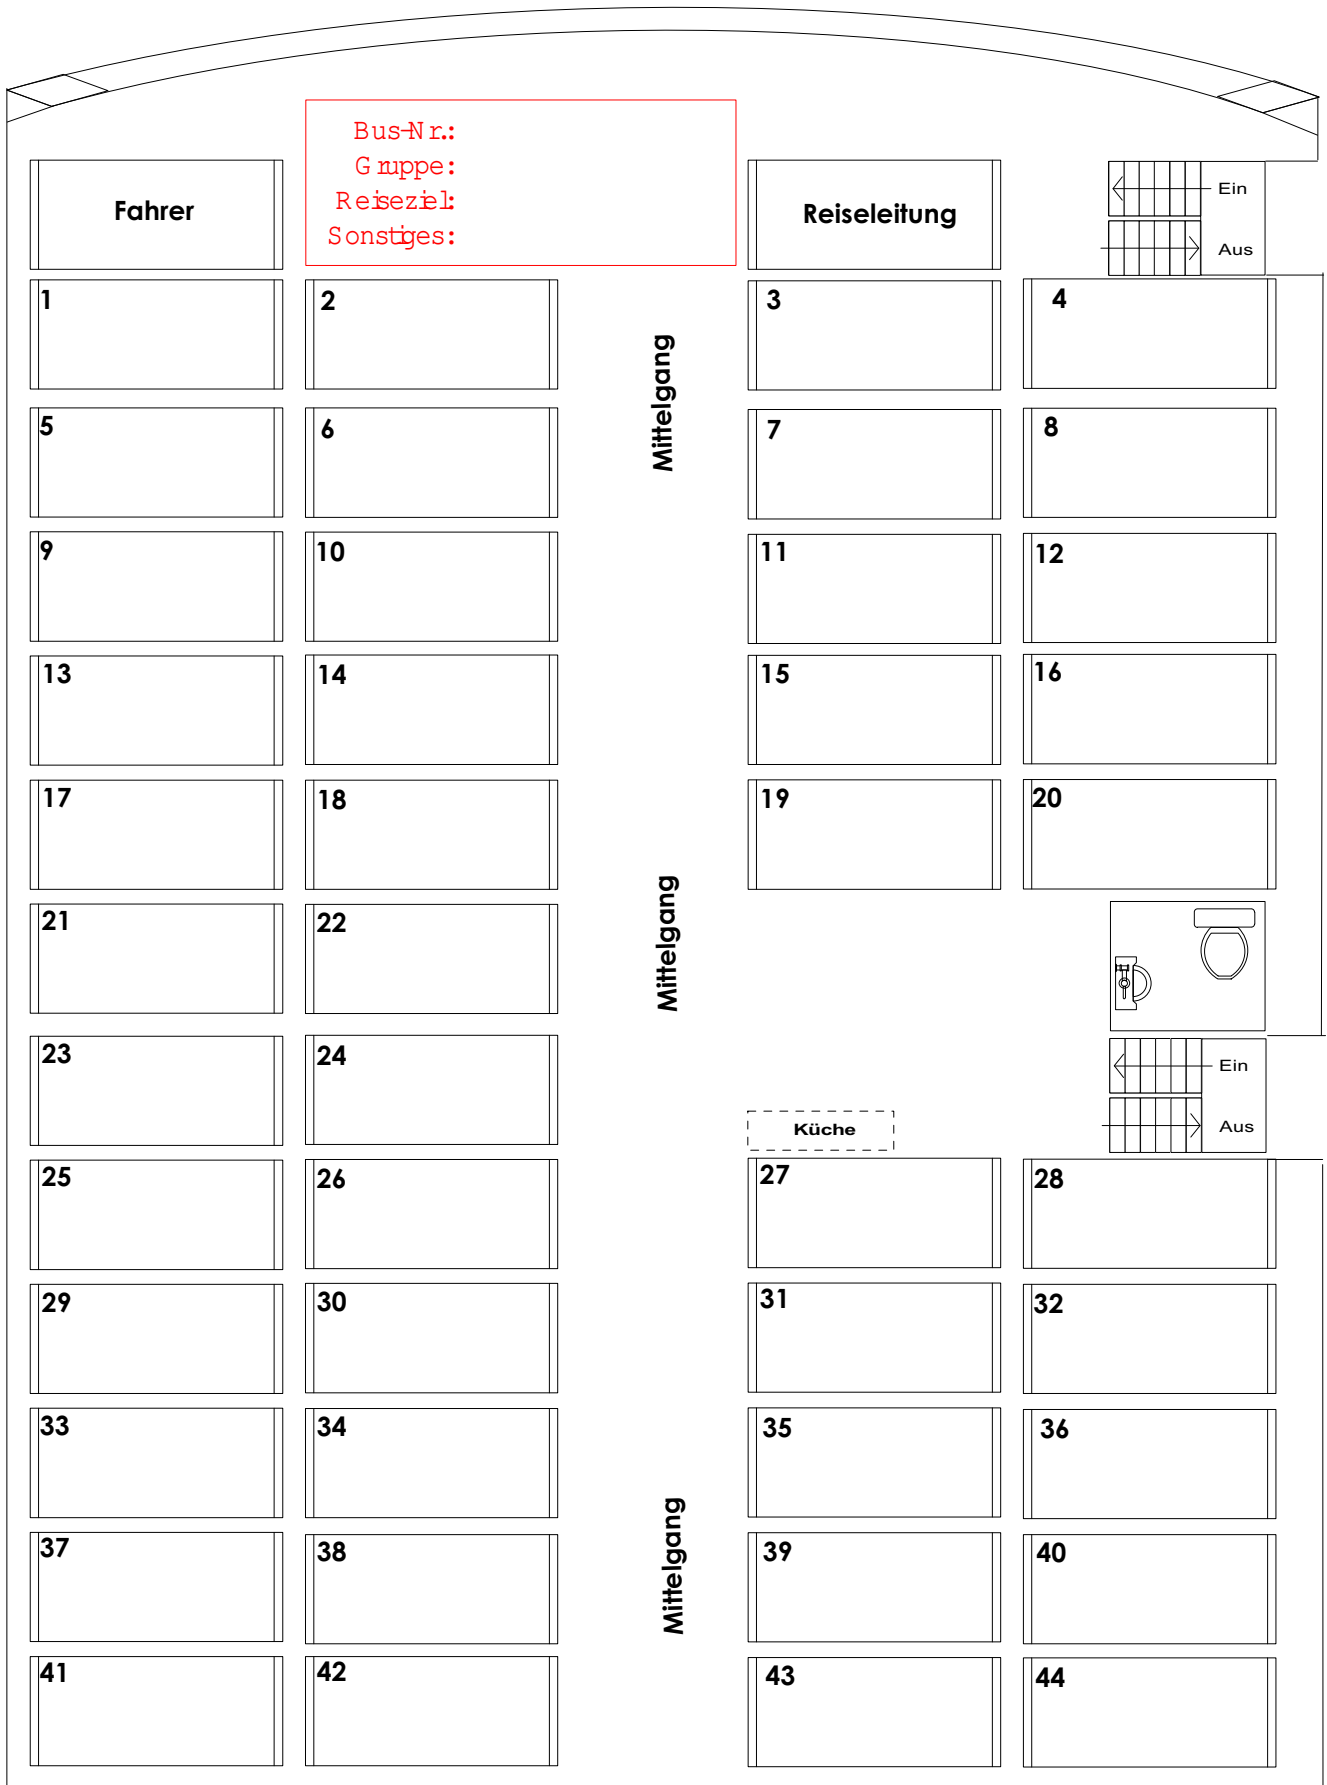 Bus-Nr.:
Gruppe:
Reiseziel:
Sonstiges:
Fahrer
Reiseleitung
Ein
Aus
1 2 3 4
Mittelgang
5 6 7 8
9 10 11 12
13 14 15 16
17 18 19 20
21 22
Mittelgang
23 24
Ein
Küche
Aus
25 26 27 28
29 30 31 32
33 34 35 36
Mittelgang
37 38 39 40
41 42 43 44